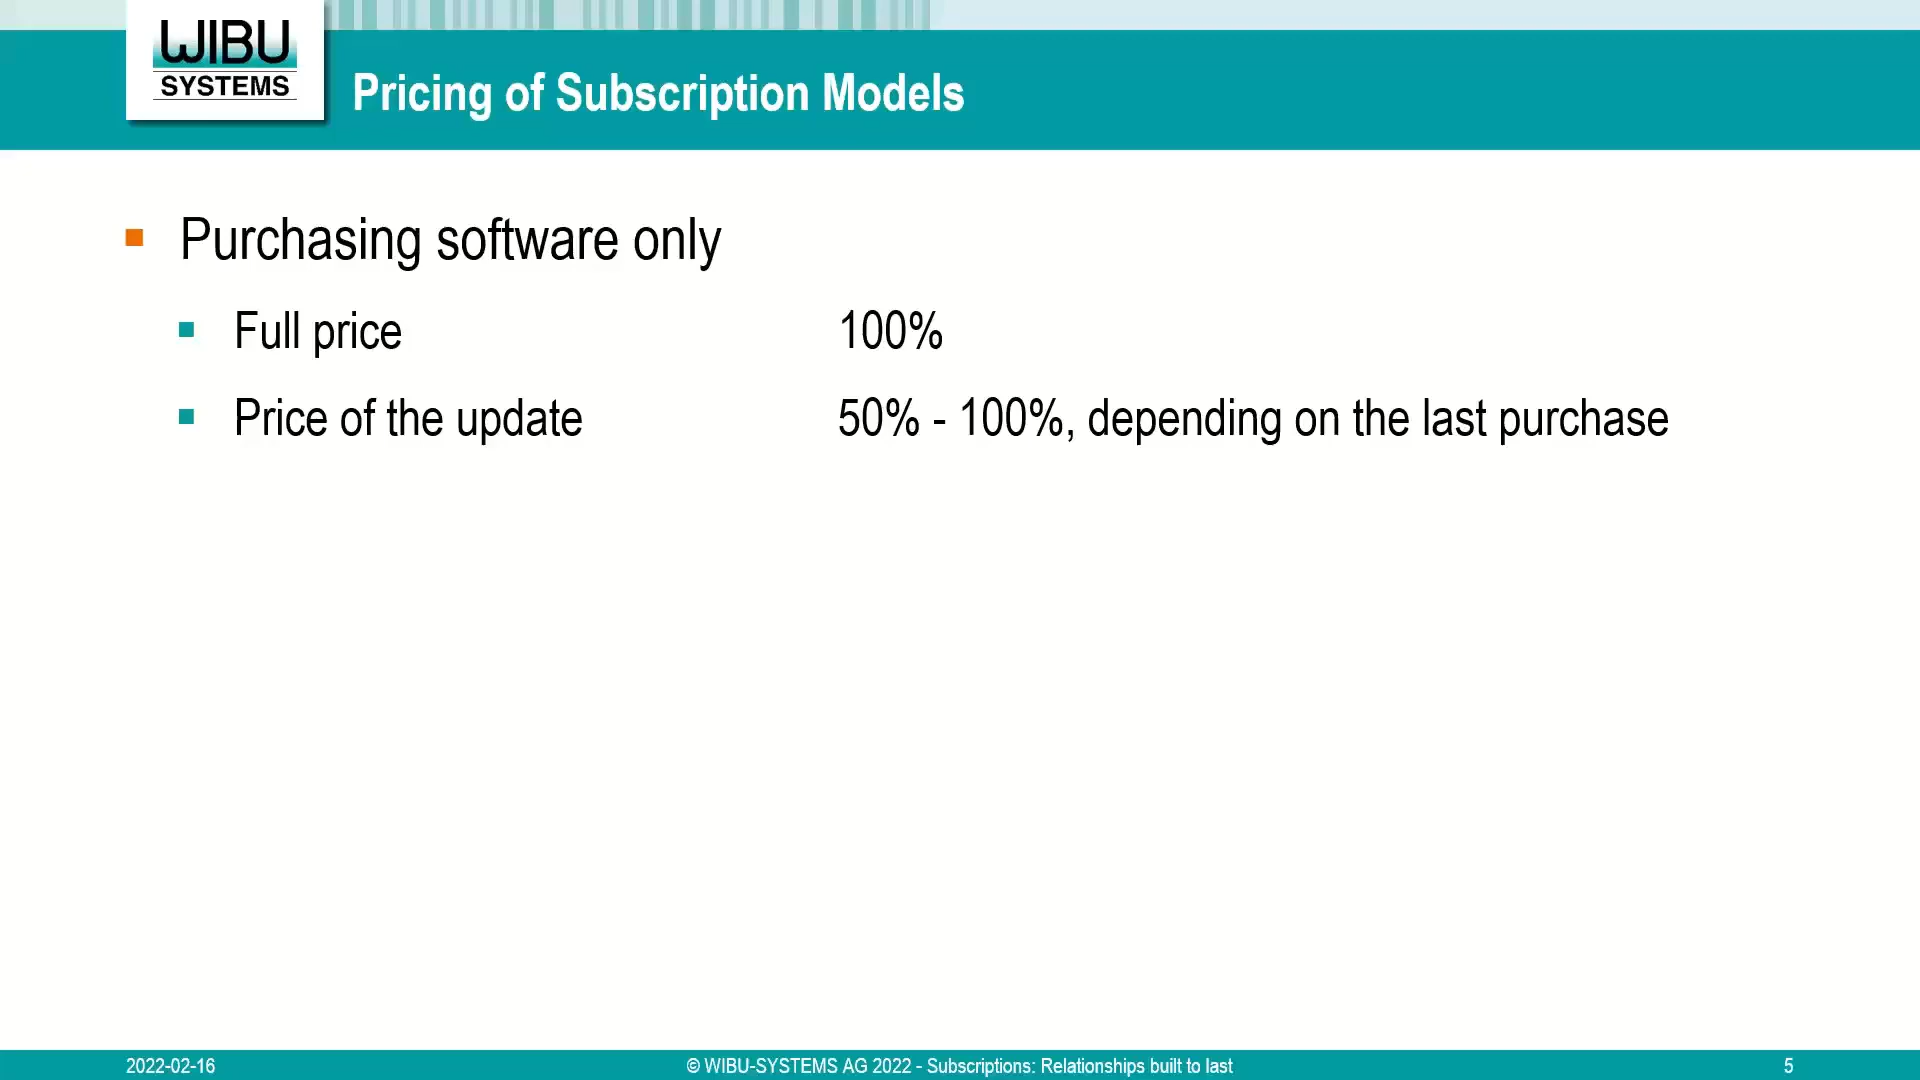 WIBU
SYSTEMS
Pricing of Subscription Models
Purchasing software only
Full price 100%
Price of the update 50% - 100%, depending on the last purchase
2022-02-16 © WIBU-SYSTEMS AG 2022 - Subscriptions: Relationships built to last 5